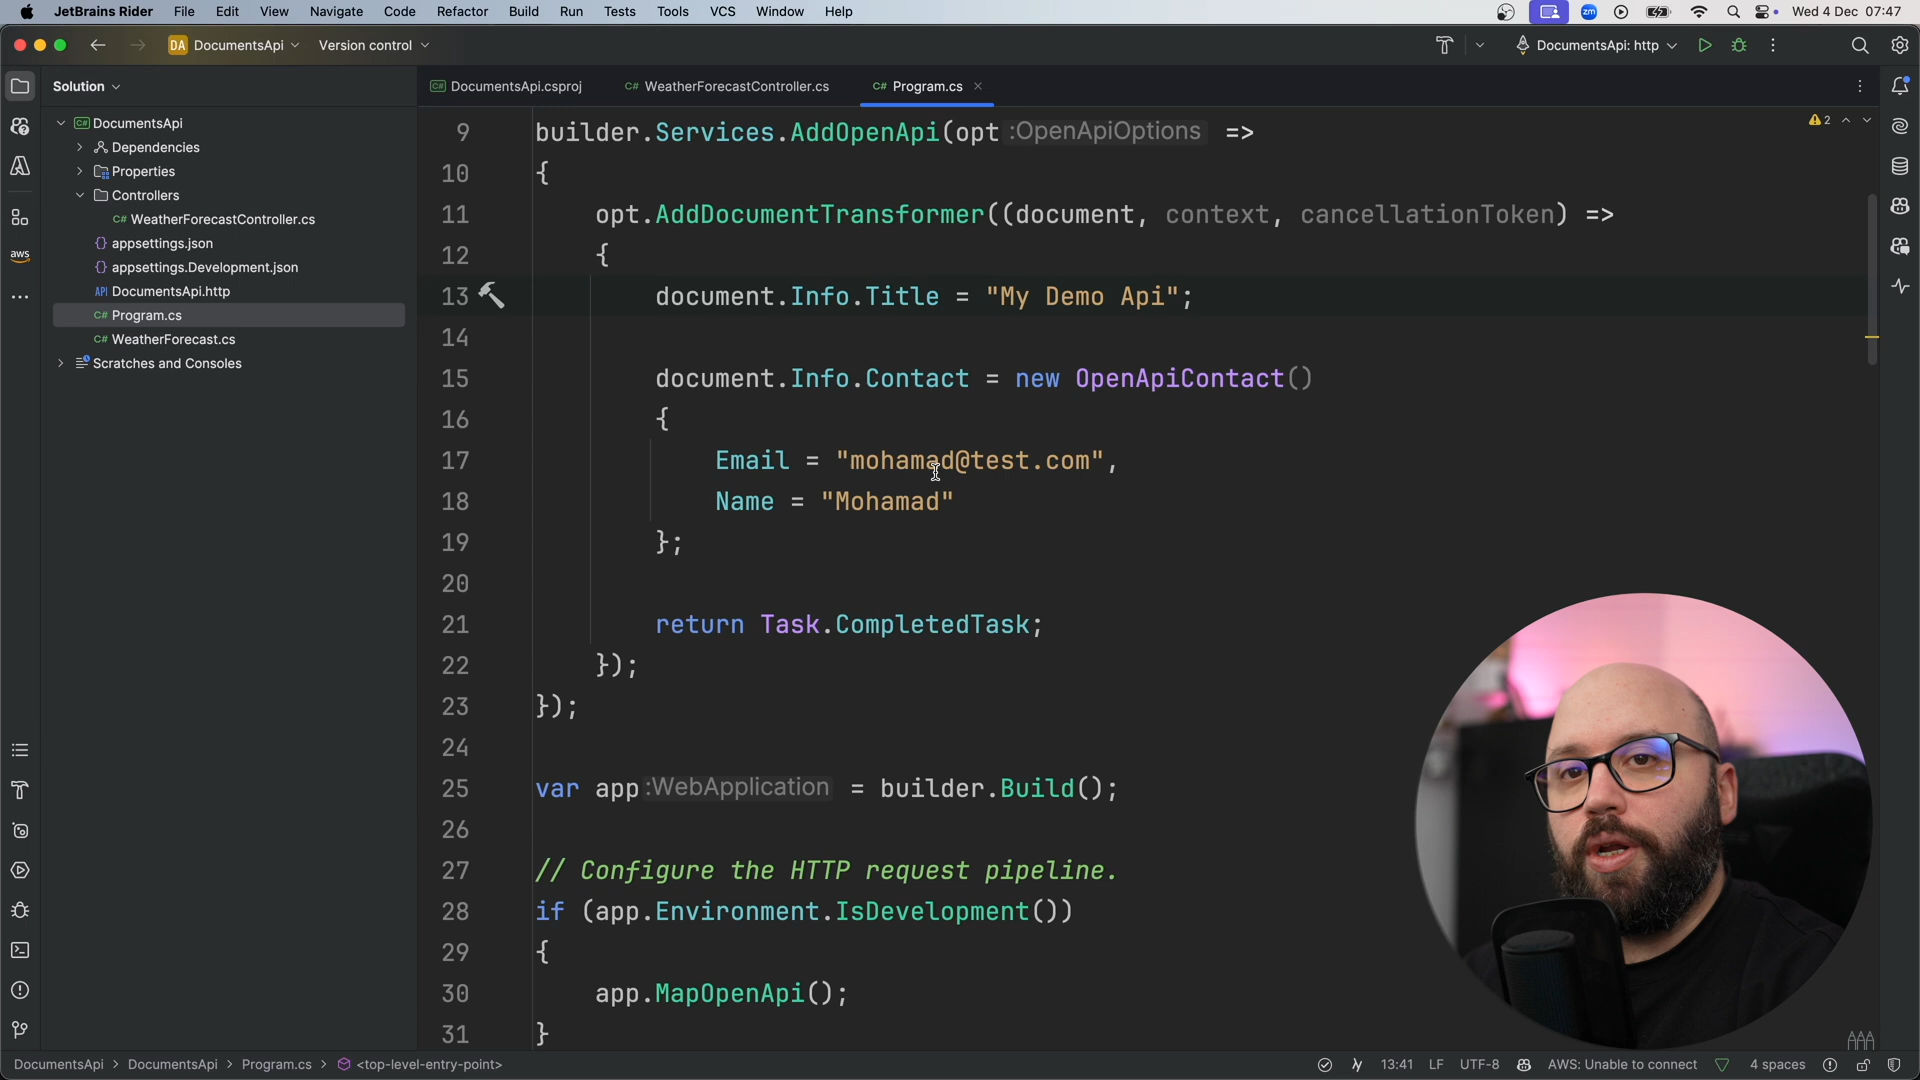 JetBrains Rider File Edit View Navigate Code Refactor Build Run Tests Tools VCS Window Help
zm
Wed 4 Dec 07:47
DA DocumentsApi
Version control
DocumentsApi: http
Solution
C# DocumentsApi.csproj
C# WeatherForecastController.cs
C# Program.cs
C# DocumentsApi
Dependencies
Properties
Controllers
C# WeatherForecastController.cs
{} appsettings.json
{} appsettings.Development.json
API DocumentsApi.http
C# Program.cs
C# WeatherForecast.cs
Scratches and Consoles
aws
2
9 builder.Services.AddOpenApi(opt :OpenApiOptions =>
10 {
11 opt.AddDocumentTransformer((document, context, cancellationToken) =>
12 {
13 document.Info.Title = "My Demo Api";
14
15 document.Info.Contact = new OpenApiContact()
16 {
17 Email = "mohamad@test.com",
18 Name = "Mohamad"
19 };
20
21 return Task.CompletedTask;
22 });
23 });
24
25 var app :WebApplication = builder.Build();
26
27 // Configure the HTTP request pipeline.
28 if (app.Environment.IsDevelopment())
29 {
30 app.MapOpenApi();
31 }
DocumentsApi > DocumentsApi > Program.cs > <top-level-entry-point>
13:41 LF UTF-8 AWS: Unable to connect 4 spaces